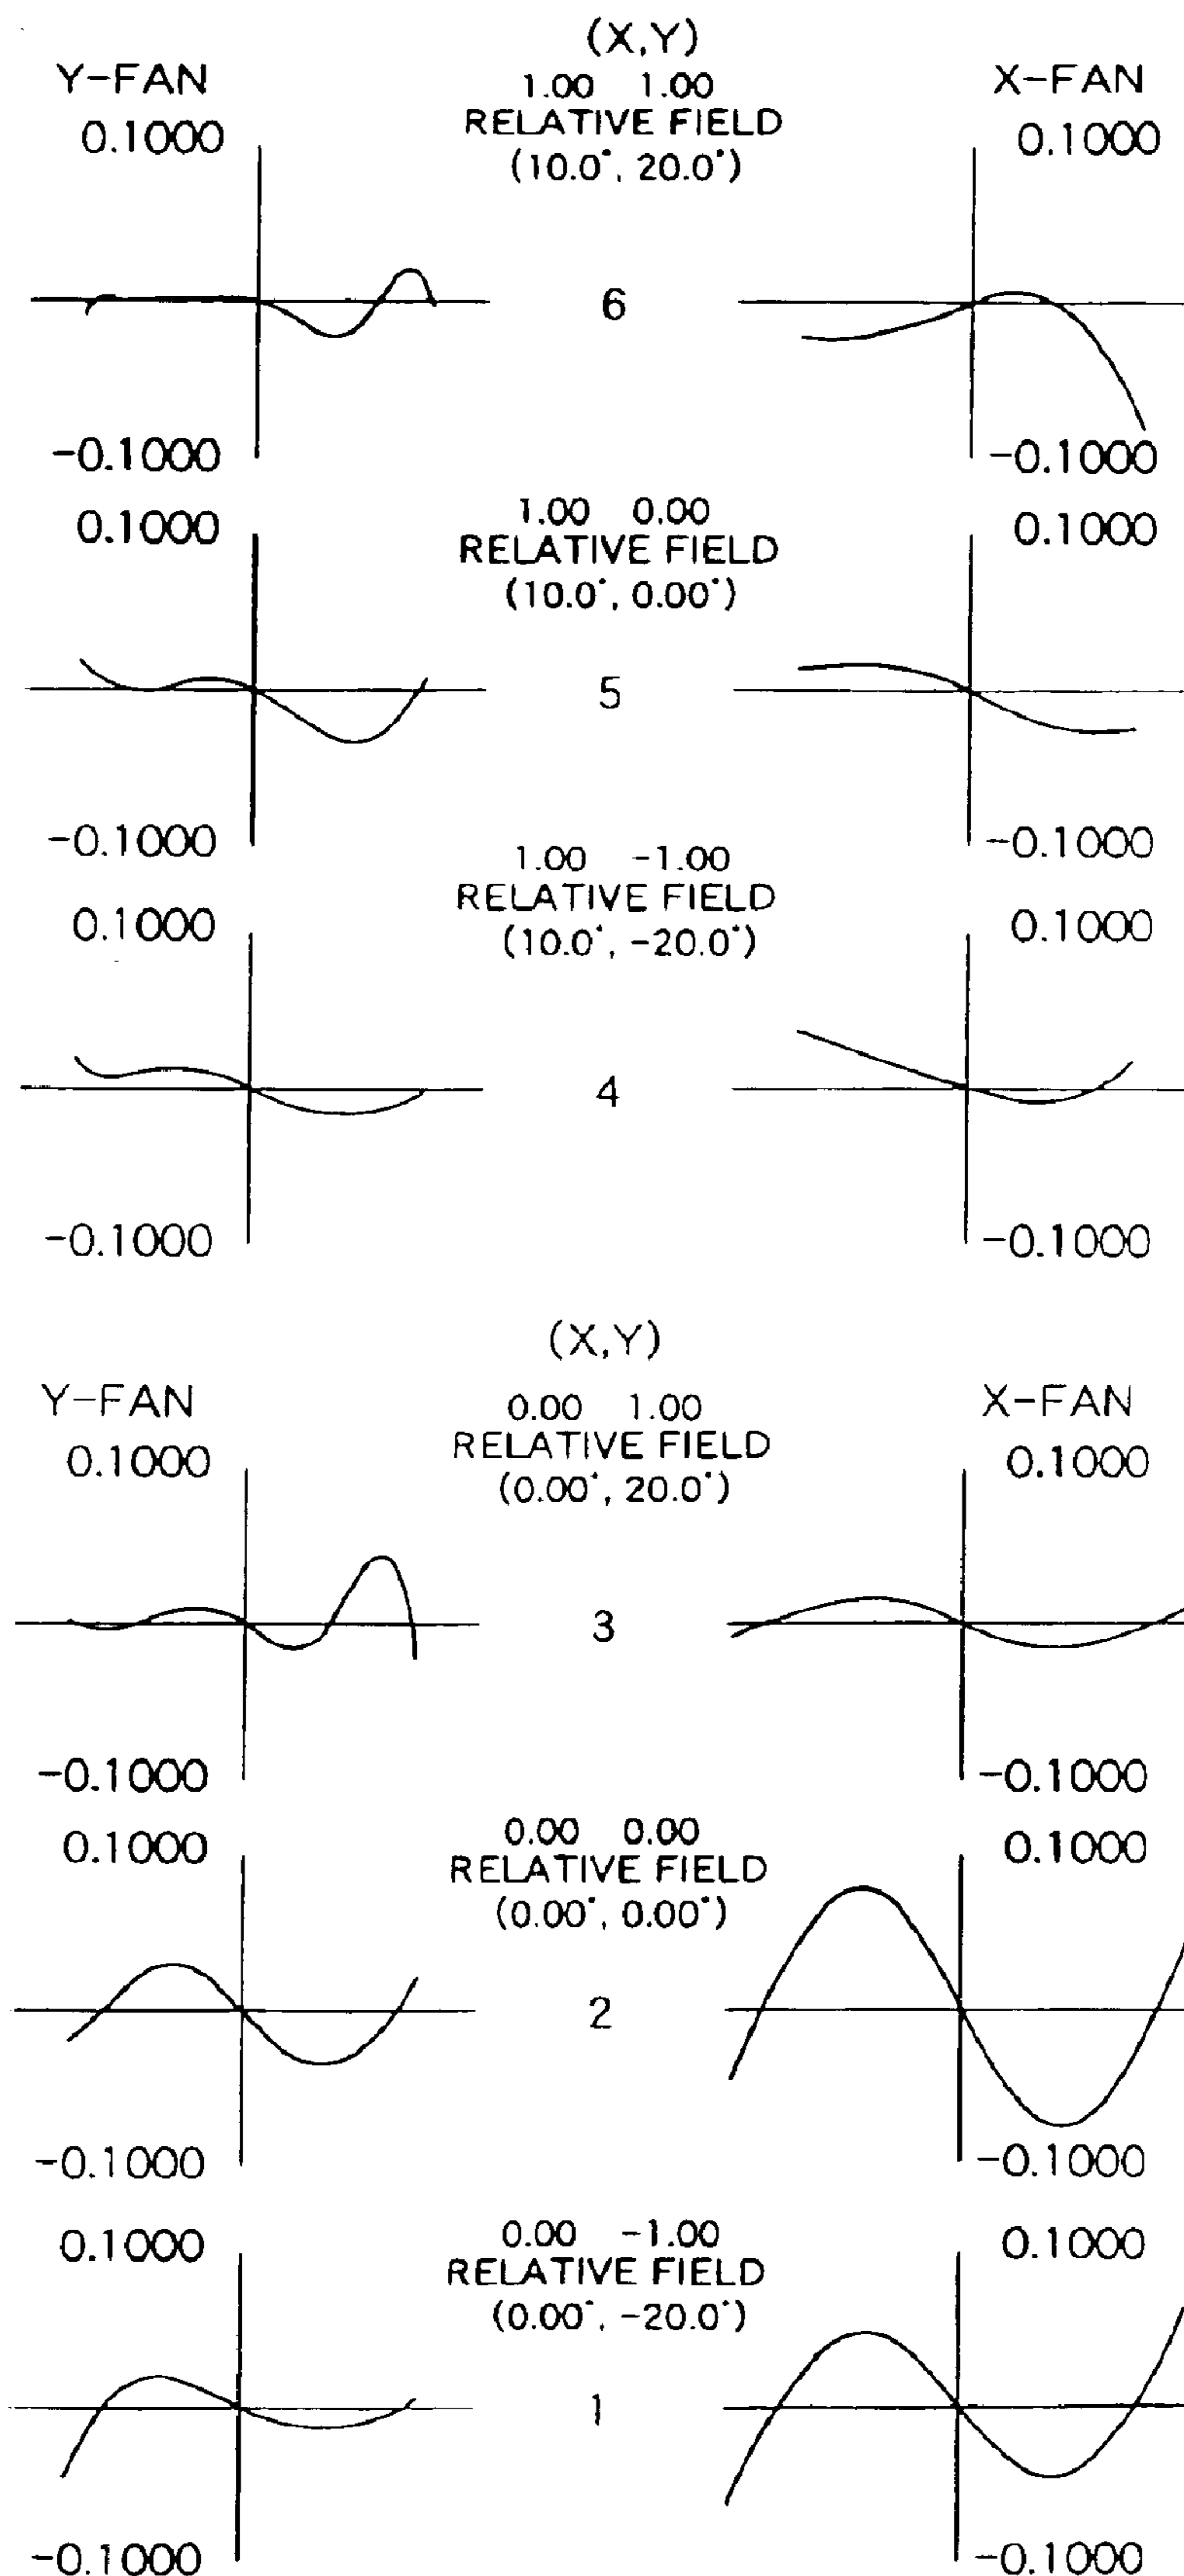 (X,Y)
Y-FAN 1.00 1.00 X-FAN
RELATIVE FIELD
0.1000 (10.0°, 20.0°) 0.1000
6
-0.1000 -0.1000
0.1000 1.00 0.00 0.1000
RELATIVE FIELD
(10.0°, 0.00°)
5
-0.1000 -0.1000
1.00 -1.00
RELATIVE FIELD
0.1000 (10.0°, -20.0°) 0.1000
4
-0.1000 -0.1000
(X,Y)
Y-FAN 0.00 1.00 X-FAN
RELATIVE FIELD
0.1000 (0.00°, 20.0°) 0.1000
3
-0.1000 -0.1000
0.00 0.00
0.1000 RELATIVE FIELD 0.1000
(0.00°, 0.00°)
2
-0.1000 -0.1000
0.00 -1.00
0.1000 RELATIVE FIELD 0.1000
(0.00°, -20.0°)
1
-0.1000 -0.1000